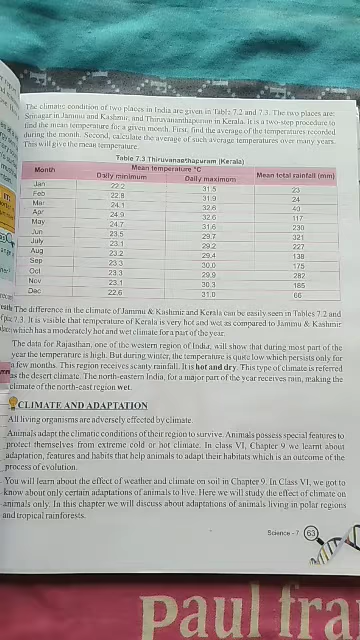 The climatic condition of two places in India are given in Table 7.2 and 7.3. The two places are:
Srinagar in Jammu and Kashmir, and Thiruvananthapuram in Kerala. It is a two-step procedure to
find the mean temperature for a given month. First, find the average of the temperatures recorded
during the month. Second, calculate the average of such average temperatures over many years.
This will give the mean temperature.
Table 7.3 Thiruvanathapuram (Kerala)
Month Mean temperature °C Mean total rainfall (mm)
Daily minimum Daily maximum
Jan 22.2 31.5 23
Feb 22.8 31.9 24
Mar 24.1 32.6 40
Apr 24.9 32.6 117
May 24.7 31.6 230
Jun 23.5 29.7 321
July 23.1 29.2 227
Aug 23.2 29.4 138
Sep 23.3 30.0 175
Oct 23.3 29.9 282
Nov 23.1 30.3 185
Dec 22.6 31.0 66
The difference in the climate of Jammu & Kashmir and Kerala can be easily seen in Tables 7.2 and
7.3. It is visible that temperature of Kerala is very hot and wet as compared to Jammu & Kashmir
which has a moderately hot and wet climate for a part of the year.
The data for Rajasthan, one of the western region of India, will show that during most part of the
year the temperature is high. But during winter, the temperature is quite low which persists only for
a few months. This region receives scanty rainfall. It is hot and dry. This type of climate is referred
as the desert climate. The north-eastern India, for a major part of the year receives rain, making the
climate of the north-east region wet.
CLIMATE AND ADAPTATION
All living organisms are adversely effected by climate.
Animals adapt the climatic conditions of their region to survive. Animals possess special features to
protect themselves from extreme cold or hot climate. In class VI, Chapter 9 we learnt about
adaptation, features and habits that help animals to adapt their habitats which is an outcome of the
process of evolution.
You will learn about the effect of weather and climate on soil in Chapter 9. In Class VI, we got to
know about only certain adaptations of animals to live. Here we will study the effect of climate on
animals only. In this chapter we will discuss about adaptations of animals living in polar regions
and tropical rainforests.
Science - 7 63
Paul fra